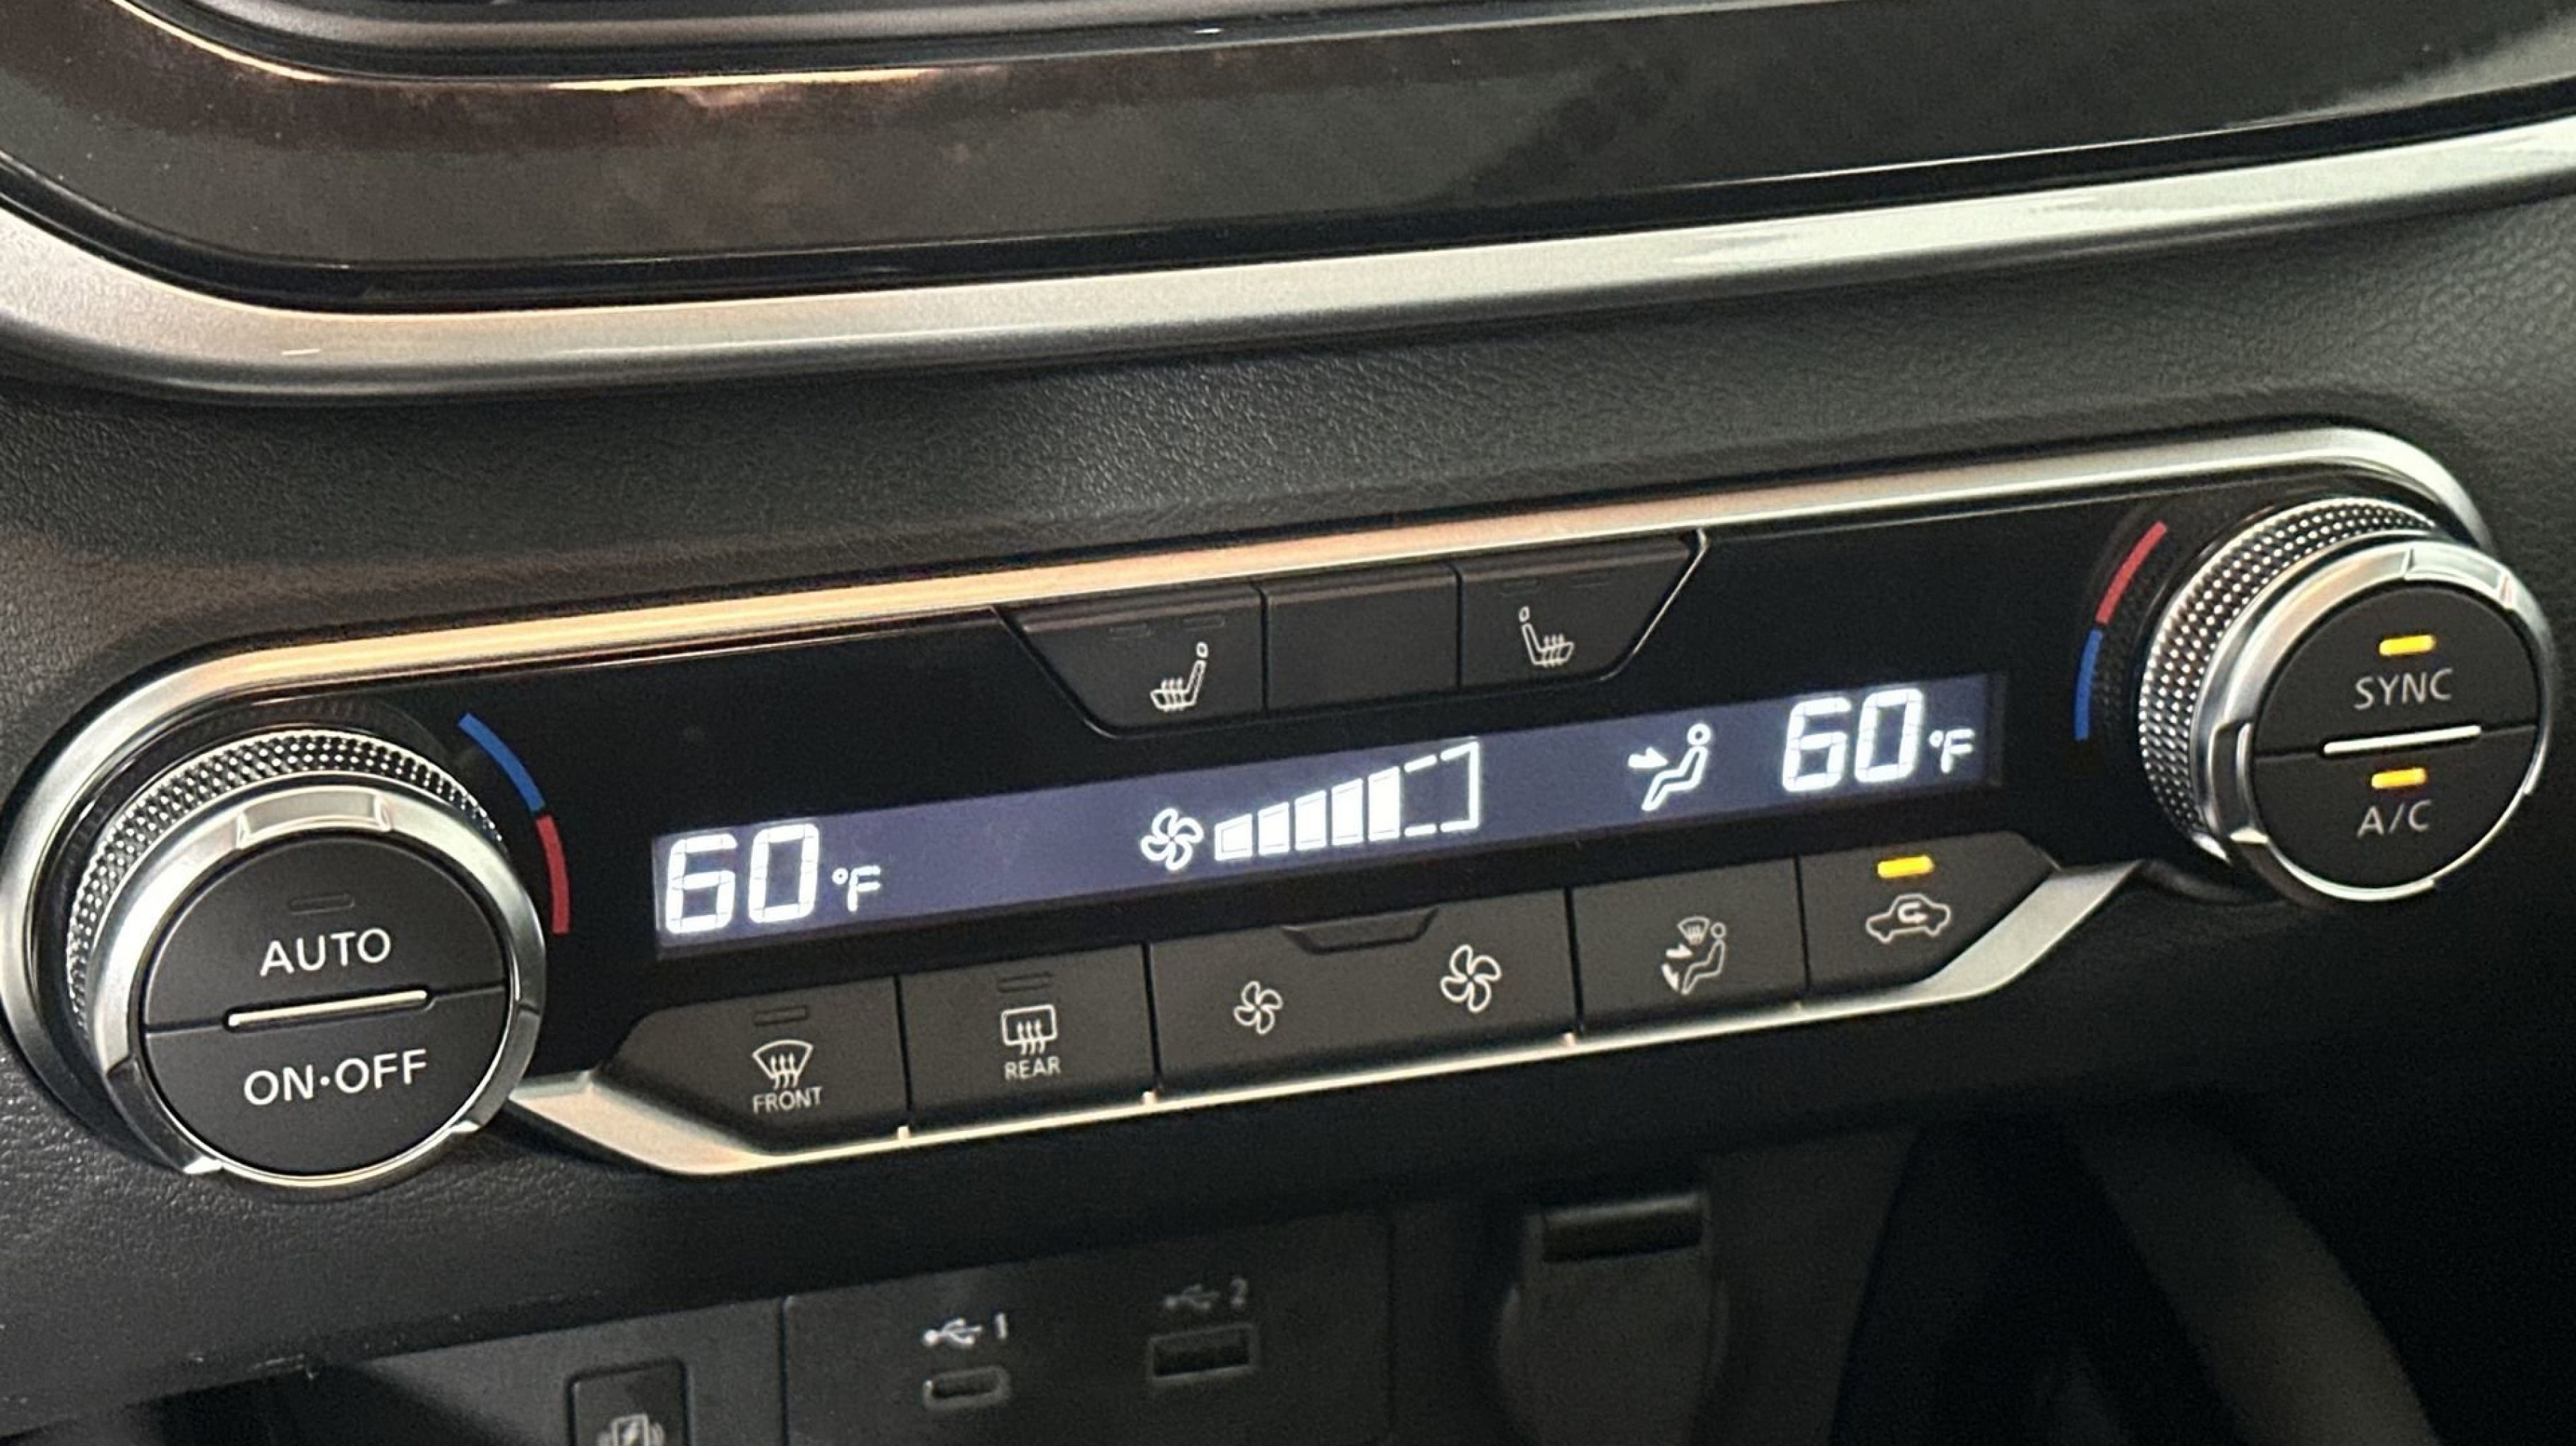 SYNC
60°F
60°F
A/C
AUTO
ON•OFF
FRONT
REAR
1
2